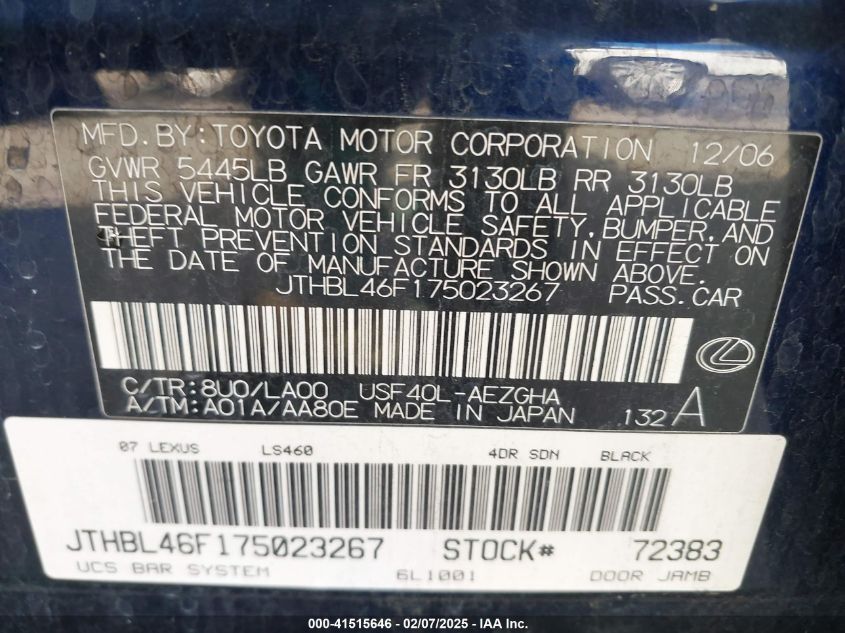 MFD.BY:TOYOTA MOTOR CORPORATION 12/06
GVWR 5445LB GAWR FR 3130LB RR 3130LB
THIS VEHICLE CONFORMS TO ALL APPLICABLE
FEDERAL MOTOR VEHICLE SAFETY,BUMPER,AND
THEFT PREVENTION STANDARDS IN EFFECT ON
THE DATE OF MANUFACTURE SHOWN ABOVE.
JTHBL46F175023267 PASS.CAR
C/TR:8U0/LA00 USF40L-AEZGHA
A/TM:A01A/AA80E MADE IN JAPAN 132 A
07 LEXUS LS460 4DR SDN BLACK
JTHBL46F175023267 STOCK# 72383
UCS BAR SYSTEM 6L1001 DOOR JAMB
000-41515646 - 02/07/2025 - IAA Inc.